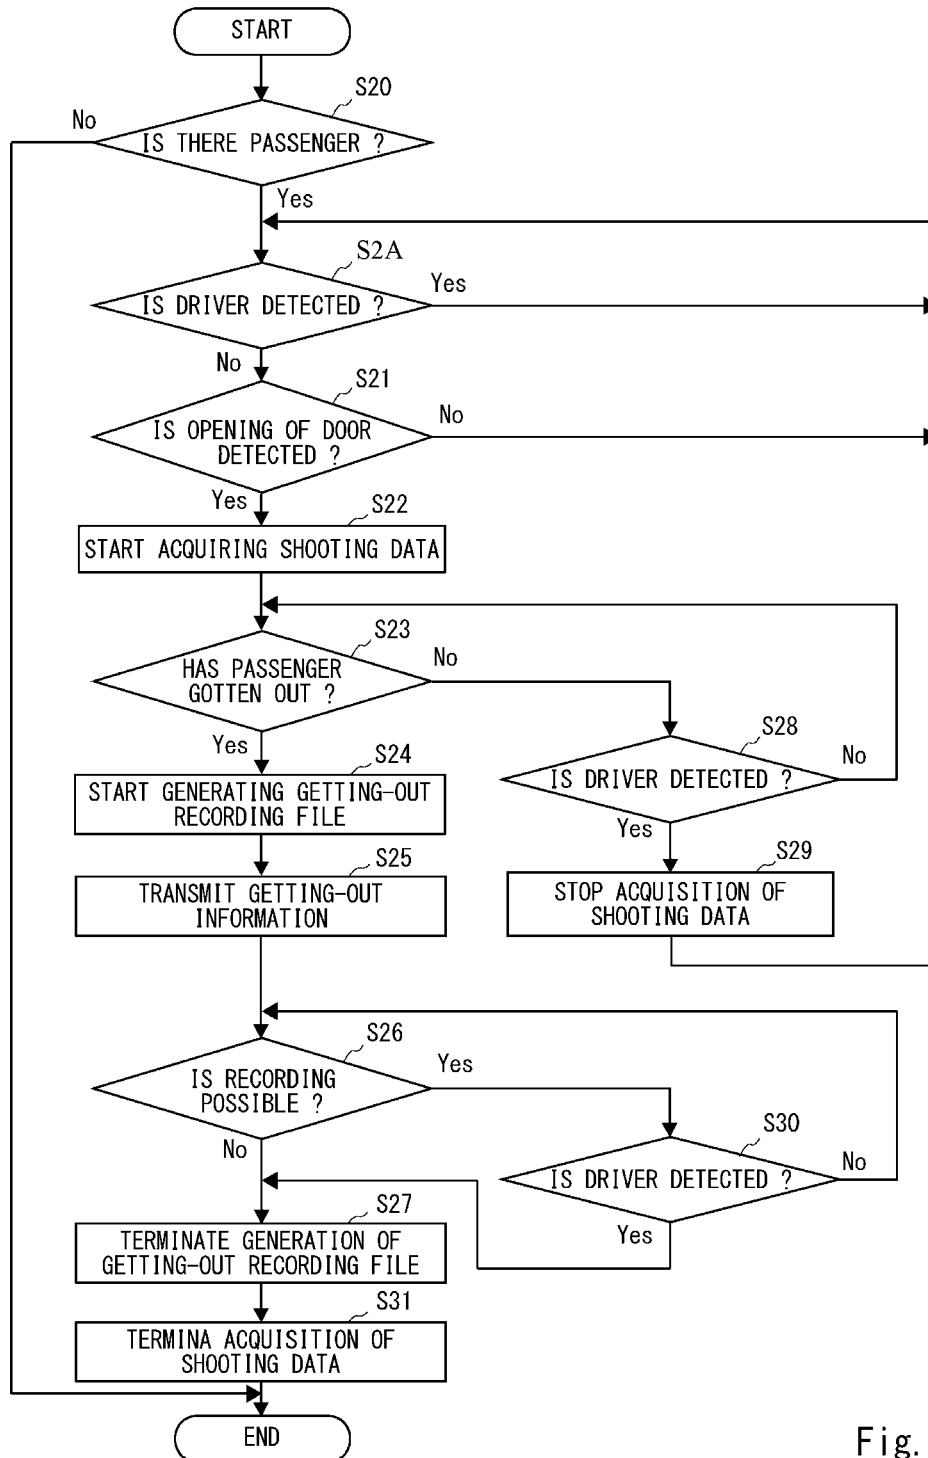 START
S20
No
IS THERE PASSENGER ?
Yes
S2A
Yes
IS DRIVER DETECTED ?
No
S21
No
IS OPENING OF DOOR
DETECTED ?
Yes
S22
START ACQUIRING SHOOTING DATA
S23
No
HAS PASSENGER
GOTTEN OUT ?
Yes
S28
No
IS DRIVER DETECTED ?
Yes
S24
START GENERATING GETTING-OUT
RECORDING FILE
S29
STOP ACQUISITION OF
SHOOTING DATA
S25
TRANSMIT GETTING-OUT
INFORMATION
S26
Yes
IS RECORDING
POSSIBLE ?
No
S30
No
IS DRIVER DETECTED ?
Yes
S27
TERMINATE GENERATION OF
GETTING-OUT RECORDING FILE
S31
TERMINA ACQUISITION OF
SHOOTING DATA
END
Fig.